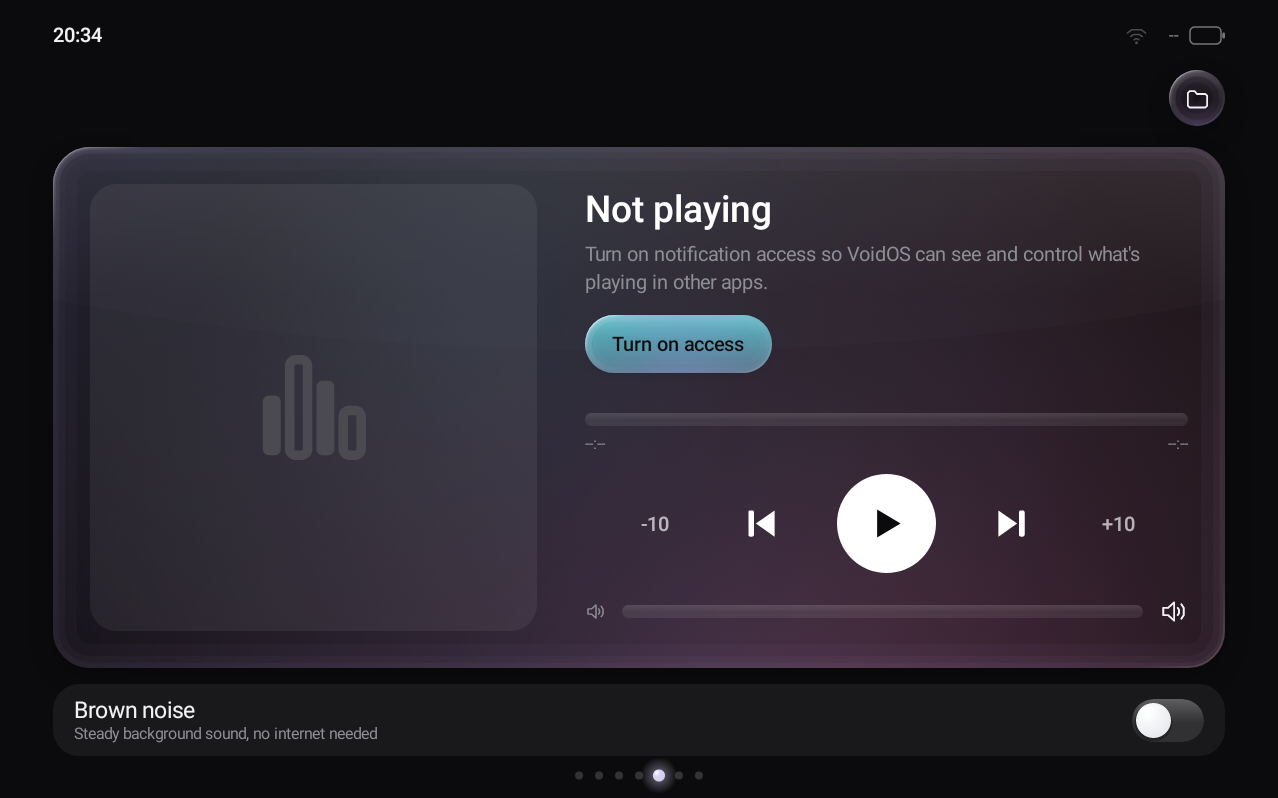 20:34
--
Not playing
Turn on notification access so VoidOS can see and control what's
playing in other apps.
Turn on access
--:--
--:--
-10
+10
Brown noise
Steady background sound, no internet needed